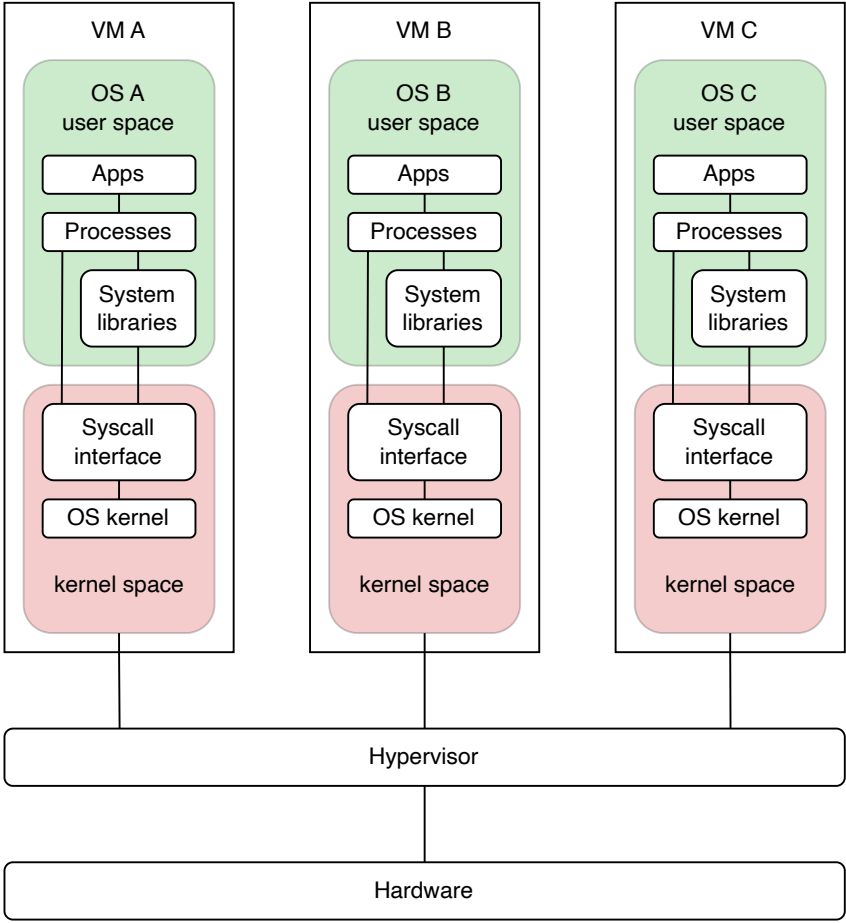 VM A
OS A
user space
Apps
Processes
System
libraries
Syscall
interface
OS kernel
kernel space
VM B
OS B
user space
Apps
Processes
System
libraries
Syscall
interface
OS kernel
kernel space
VM C
OS C
user space
Apps
Processes
System
libraries
Syscall
interface
OS kernel
kernel space
Hypervisor
Hardware